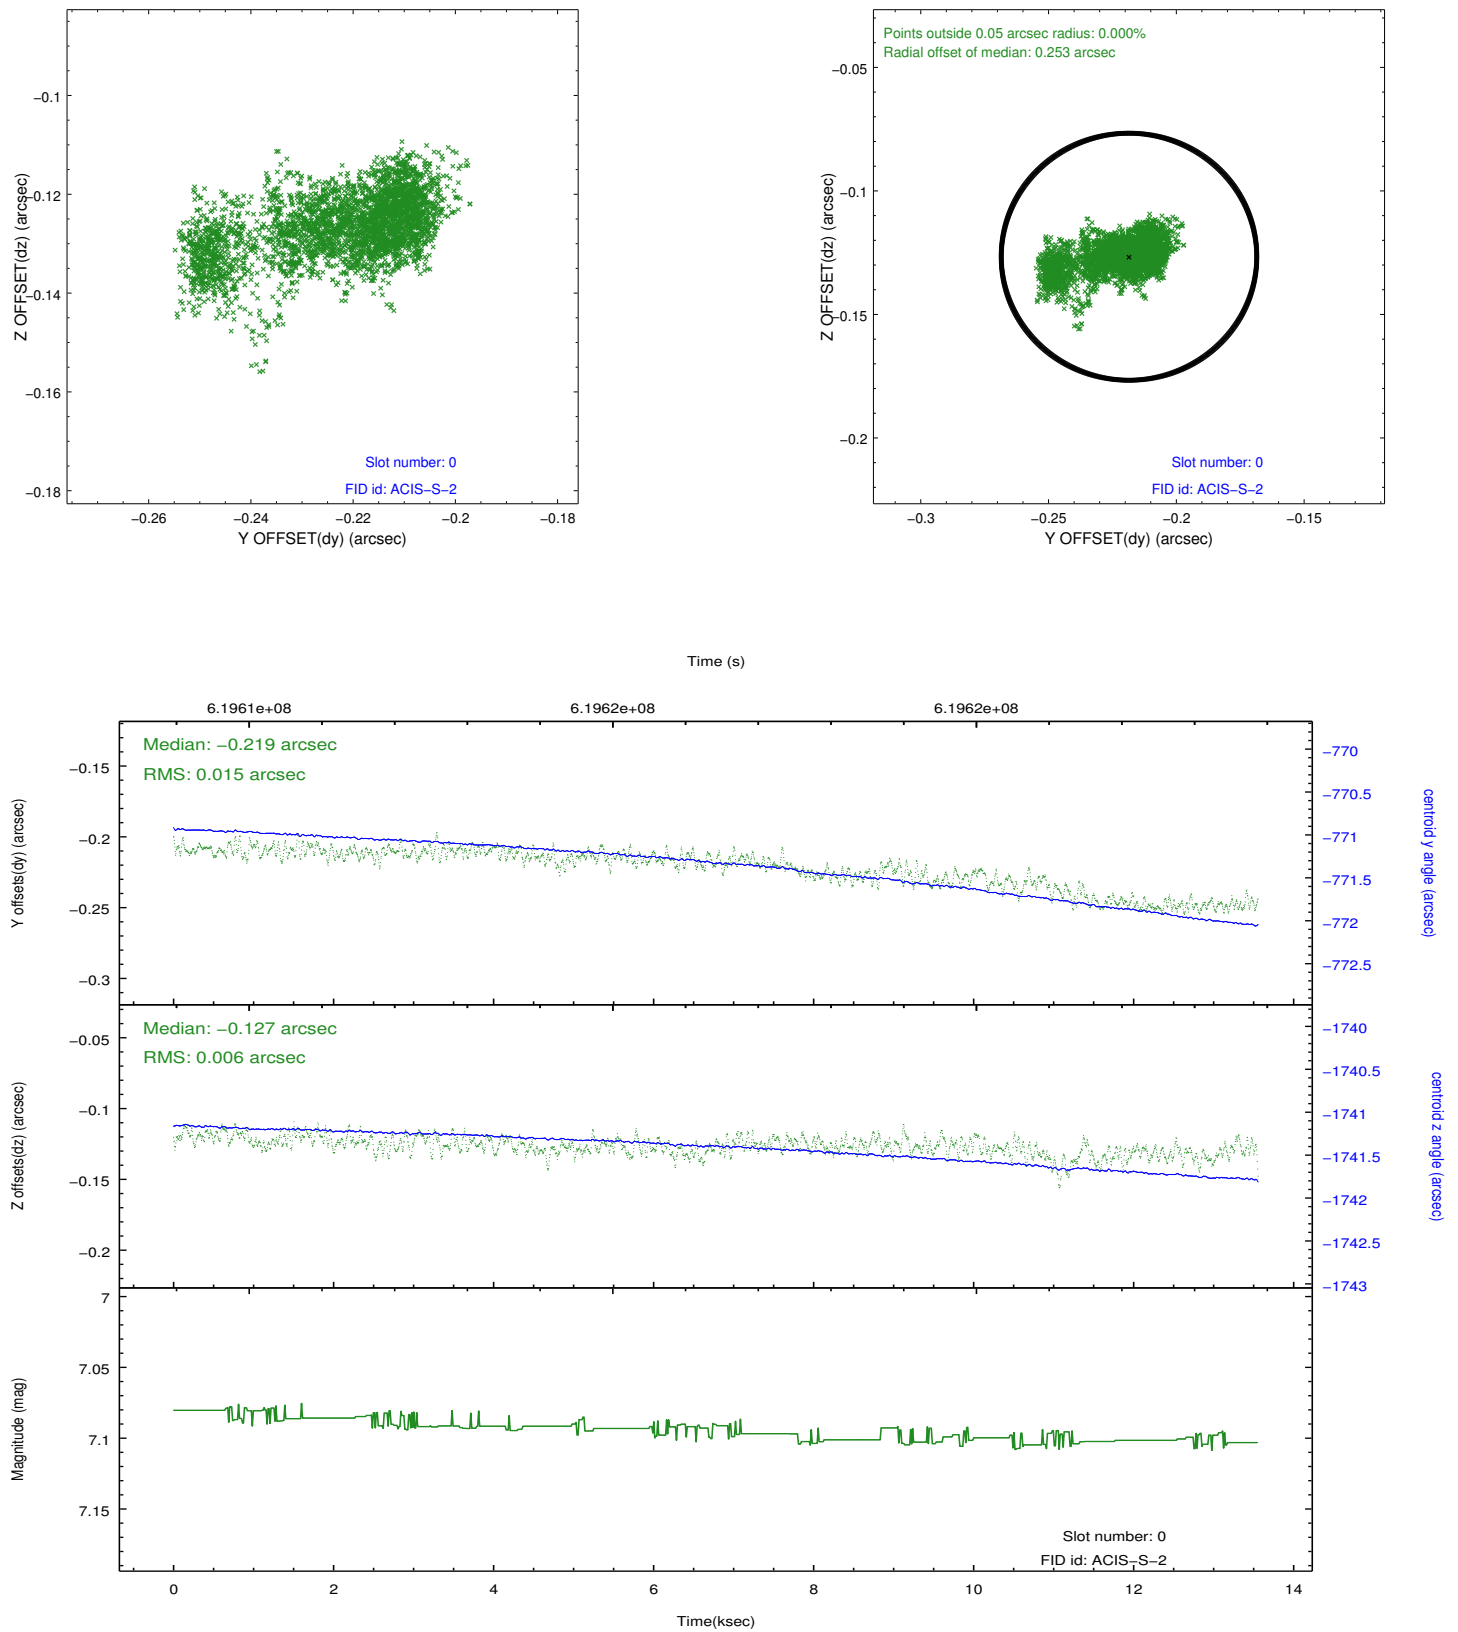 −0.1
−0.12
−0.14
−0.16
−0.18
Z OFFSET(dz) (arcsec)
Slot number: 0
FID id: ACIS−S−2
−0.26
−0.24
−0.22
−0.2
−0.18
Y OFFSET(dy) (arcsec)
Points outside 0.05 arcsec radius: 0.000%
Radial offset of median: 0.253 arcsec
−0.05
−0.1
−0.15
−0.2
Z OFFSET(dz) (arcsec)
Slot number: 0
FID id: ACIS−S−2
−0.3
−0.25
−0.2
−0.15
Y OFFSET(dy) (arcsec)
Time (s)
6.1961e+08
6.1962e+08
6.1962e+08
Median: −0.219 arcsec
RMS: 0.015 arcsec
−0.15
−0.2
−0.25
−0.3
Y offsets(dy) (arcsec)
−770
−770.5
−771
−771.5
−772
−772.5
centroid y angle (arcsec)
Median: −0.127 arcsec
RMS: 0.006 arcsec
−0.05
−0.1
−0.15
−0.2
Z offsets(dz) (arcsec)
−1740
−1740.5
−1741
−1741.5
−1742
−1742.5
−1743
centroid z angle (arcsec)
7
7.05
7.1
7.15
Magnitude (mag)
Slot number: 0
FID id: ACIS−S−2
0
2
4
6
8
10
12
14
Time(ksec)